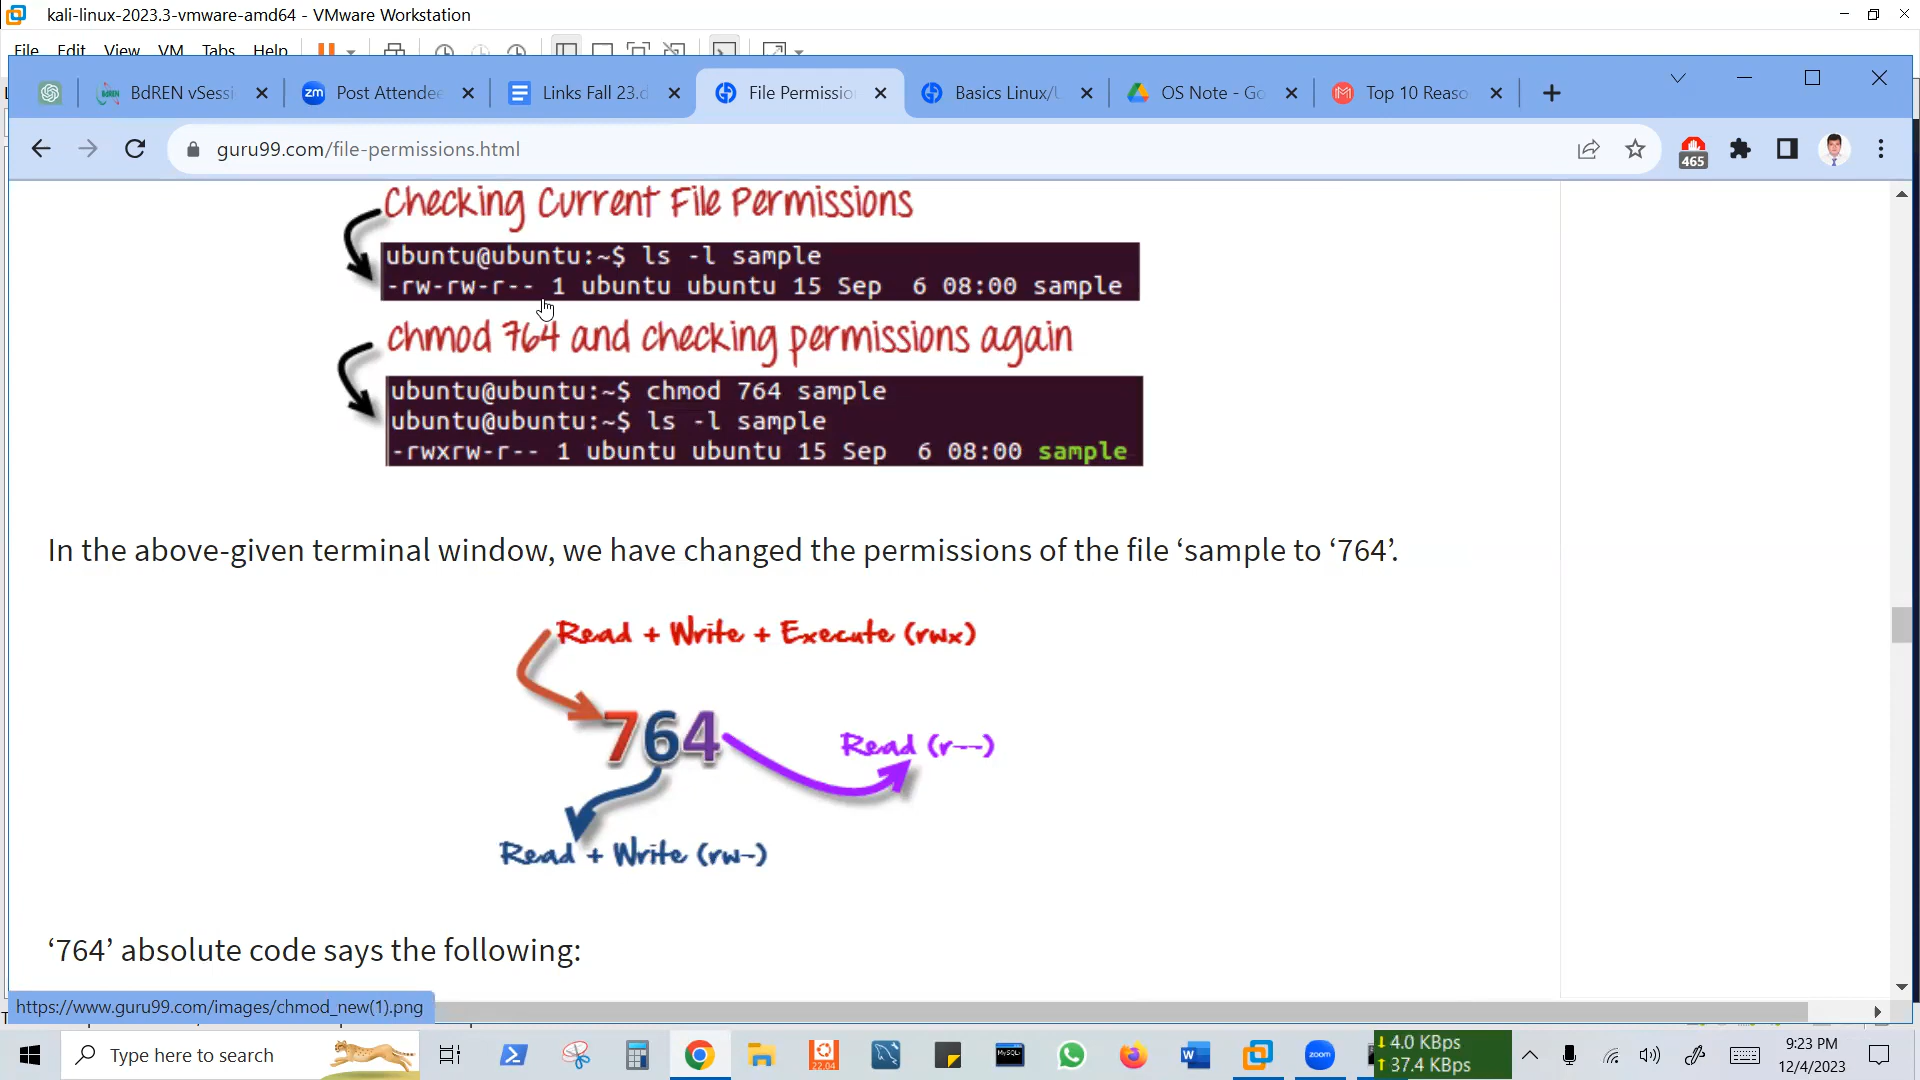 kali-linux-2023.3-vmware-amd64 - VMware Workstation
File Edit View VM Tabs Help
BdREN vSessi
zm Post Attendee
Links Fall 23.d
File Permission
Basics Linux/U
OS Note - Go
Top 10 Reaso
guru99.com/file-permissions.html
465
Checking Current File Permissions
ubuntu@ubuntu:~$ ls -l sample
-rw-rw-r-- 1 ubuntu ubuntu 15 Sep  6 08:00 sample
chmod 764 and checking permissions again
ubuntu@ubuntu:~$ chmod 764 sample
ubuntu@ubuntu:~$ ls -l sample
-rwxrw-r-- 1 ubuntu ubuntu 15 Sep  6 08:00 sample
In the above-given terminal window, we have changed the permissions of the file ‘sample to ‘764’.
Read + Write + Execute (rwx)
764
Read (r--)
Read + Write (rw-)
‘764’ absolute code says the following:
https://www.guru99.com/images/chmod_new(1).png
Type here to search
22.04
MySQL
zoom
4.0 KBps
37.4 KBps
9:23 PM
12/4/2023